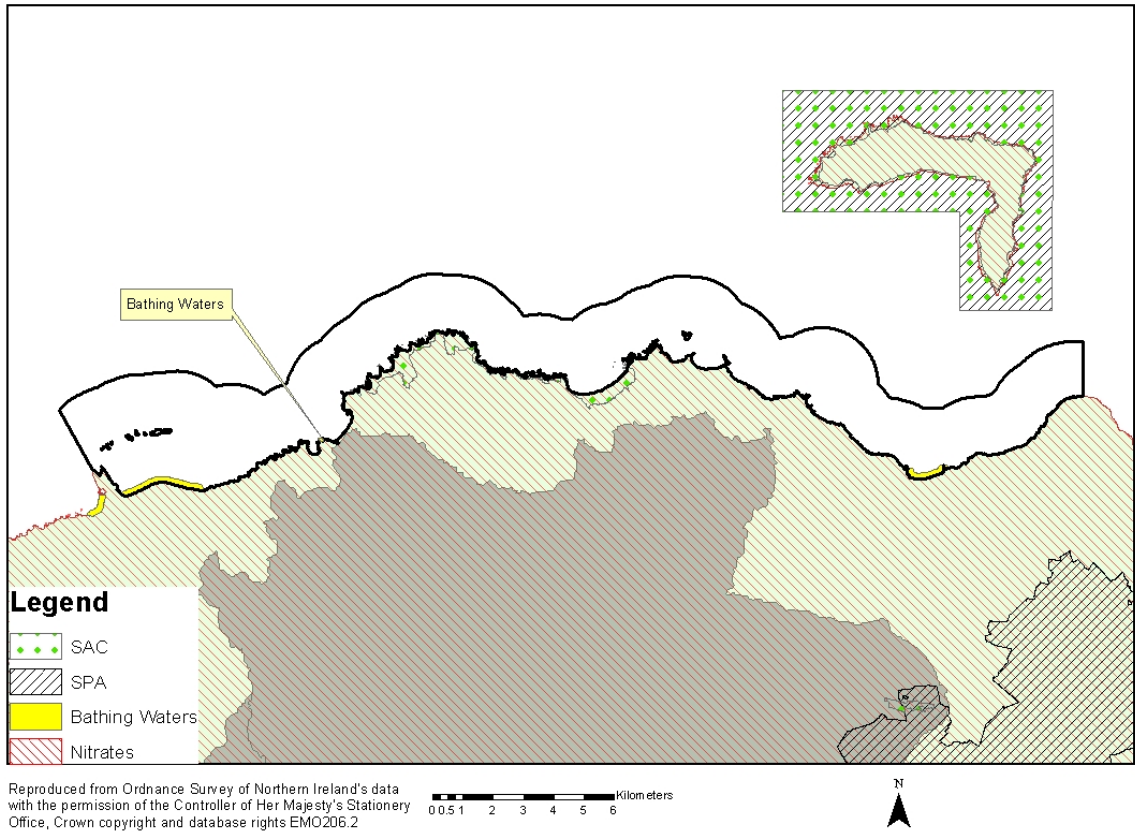 Bathing Waters
Legend
SAC
SPA
Bathing Waters
Nitrates
Reproduced from Ordnance Survey of Northern Ireland's data
with the permission of the Controller of Her Majesty's Stationery
Office, Crown copyright and database rights EMO206.2
Kilometers
0 0.5 1 2 3 4 5 6
N